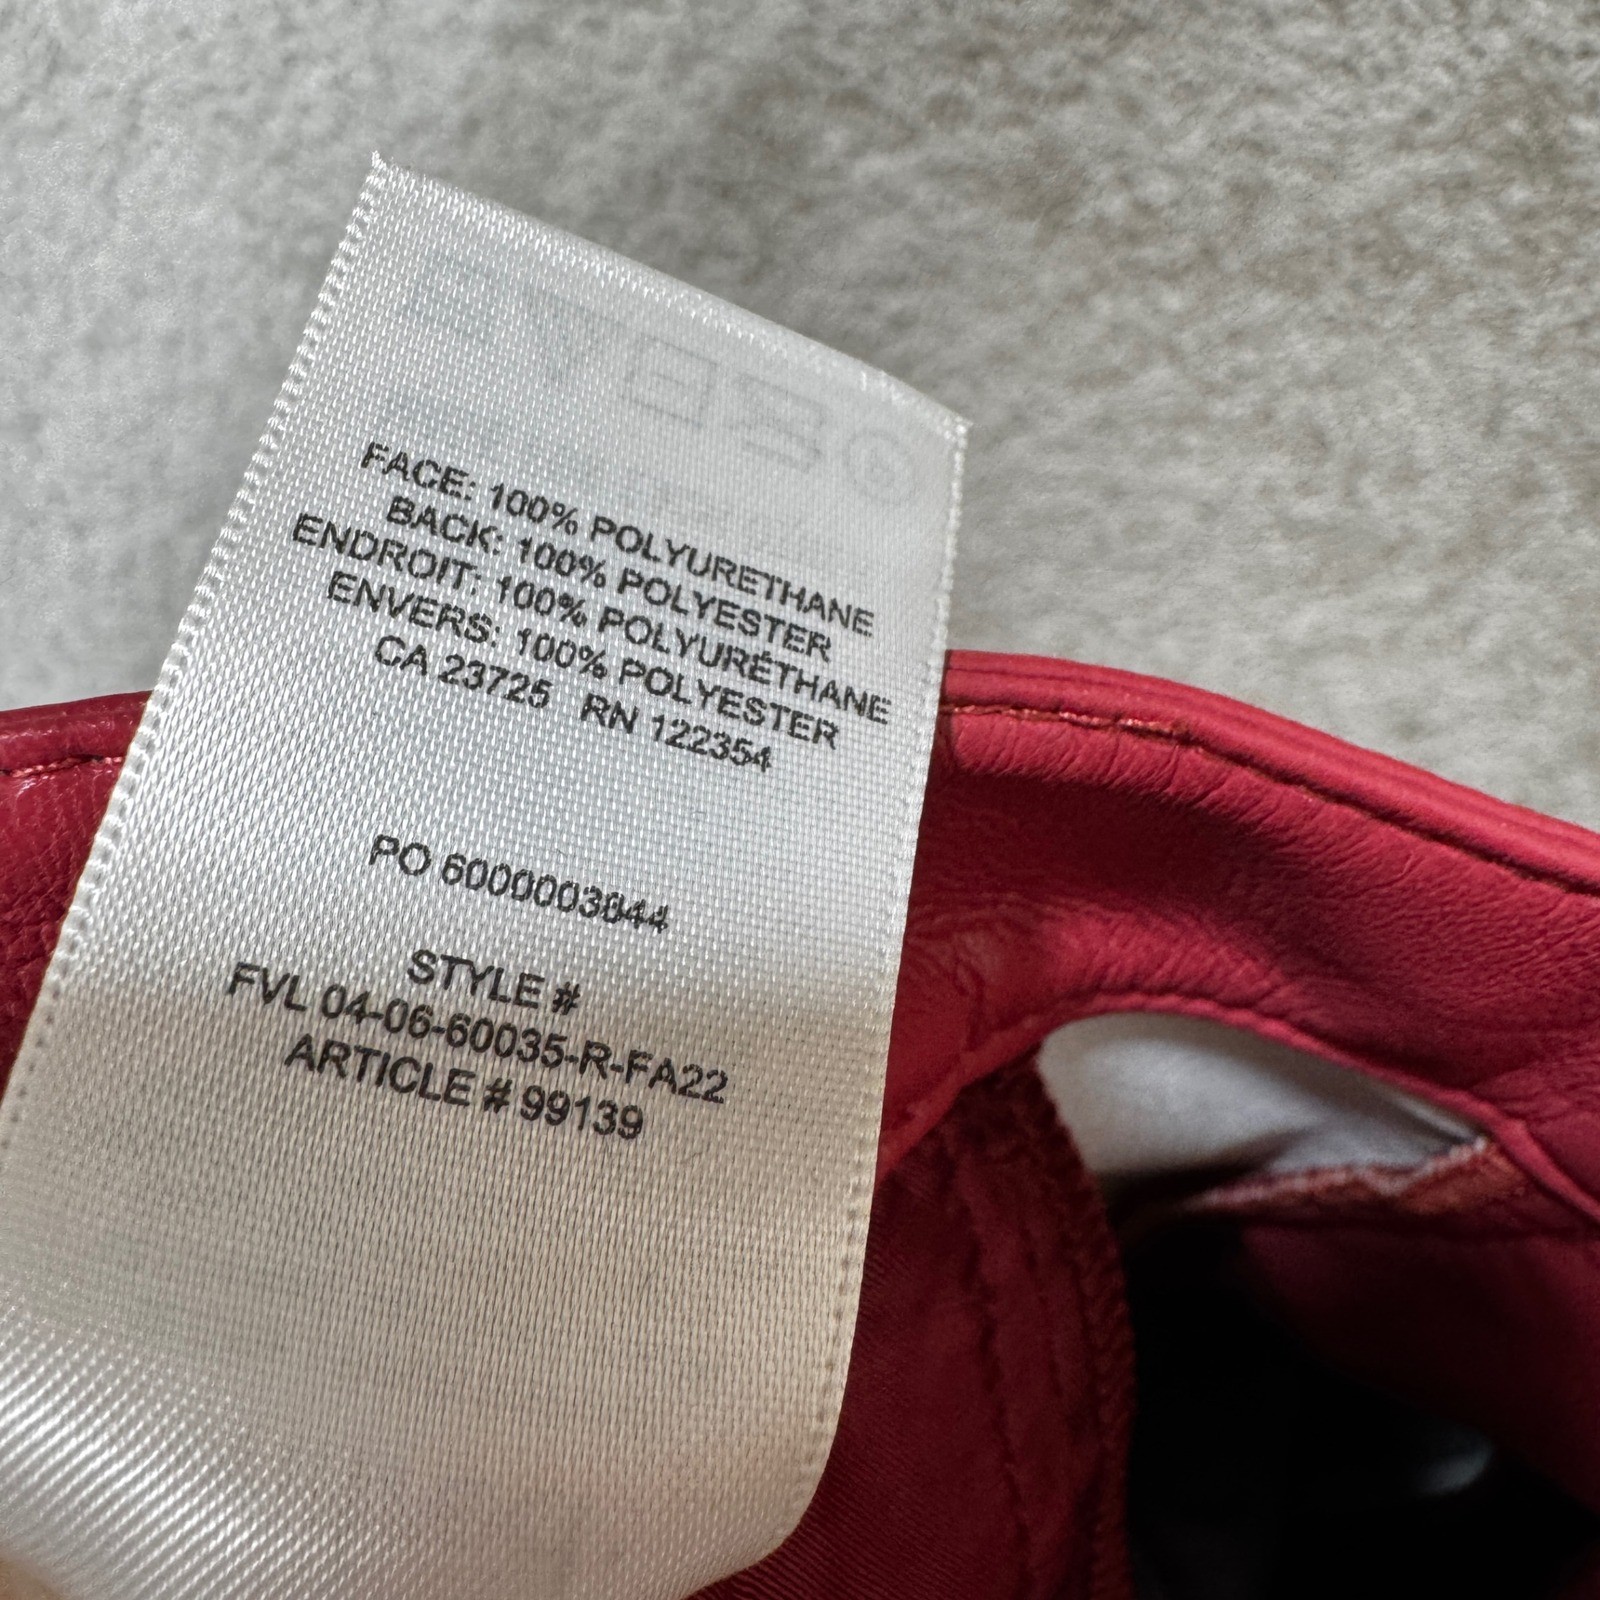 FACE: 100% POLYURETHANE
BACK: 100% POLYESTER
ENDROIT: 100% POLYURÉTHANE
ENVERS: 100% POLYESTER
CA 23725 RN 122354
PO 6000003844
STYLE #
FVL 04-06-60035-R-FA22
ARTICLE # 99139